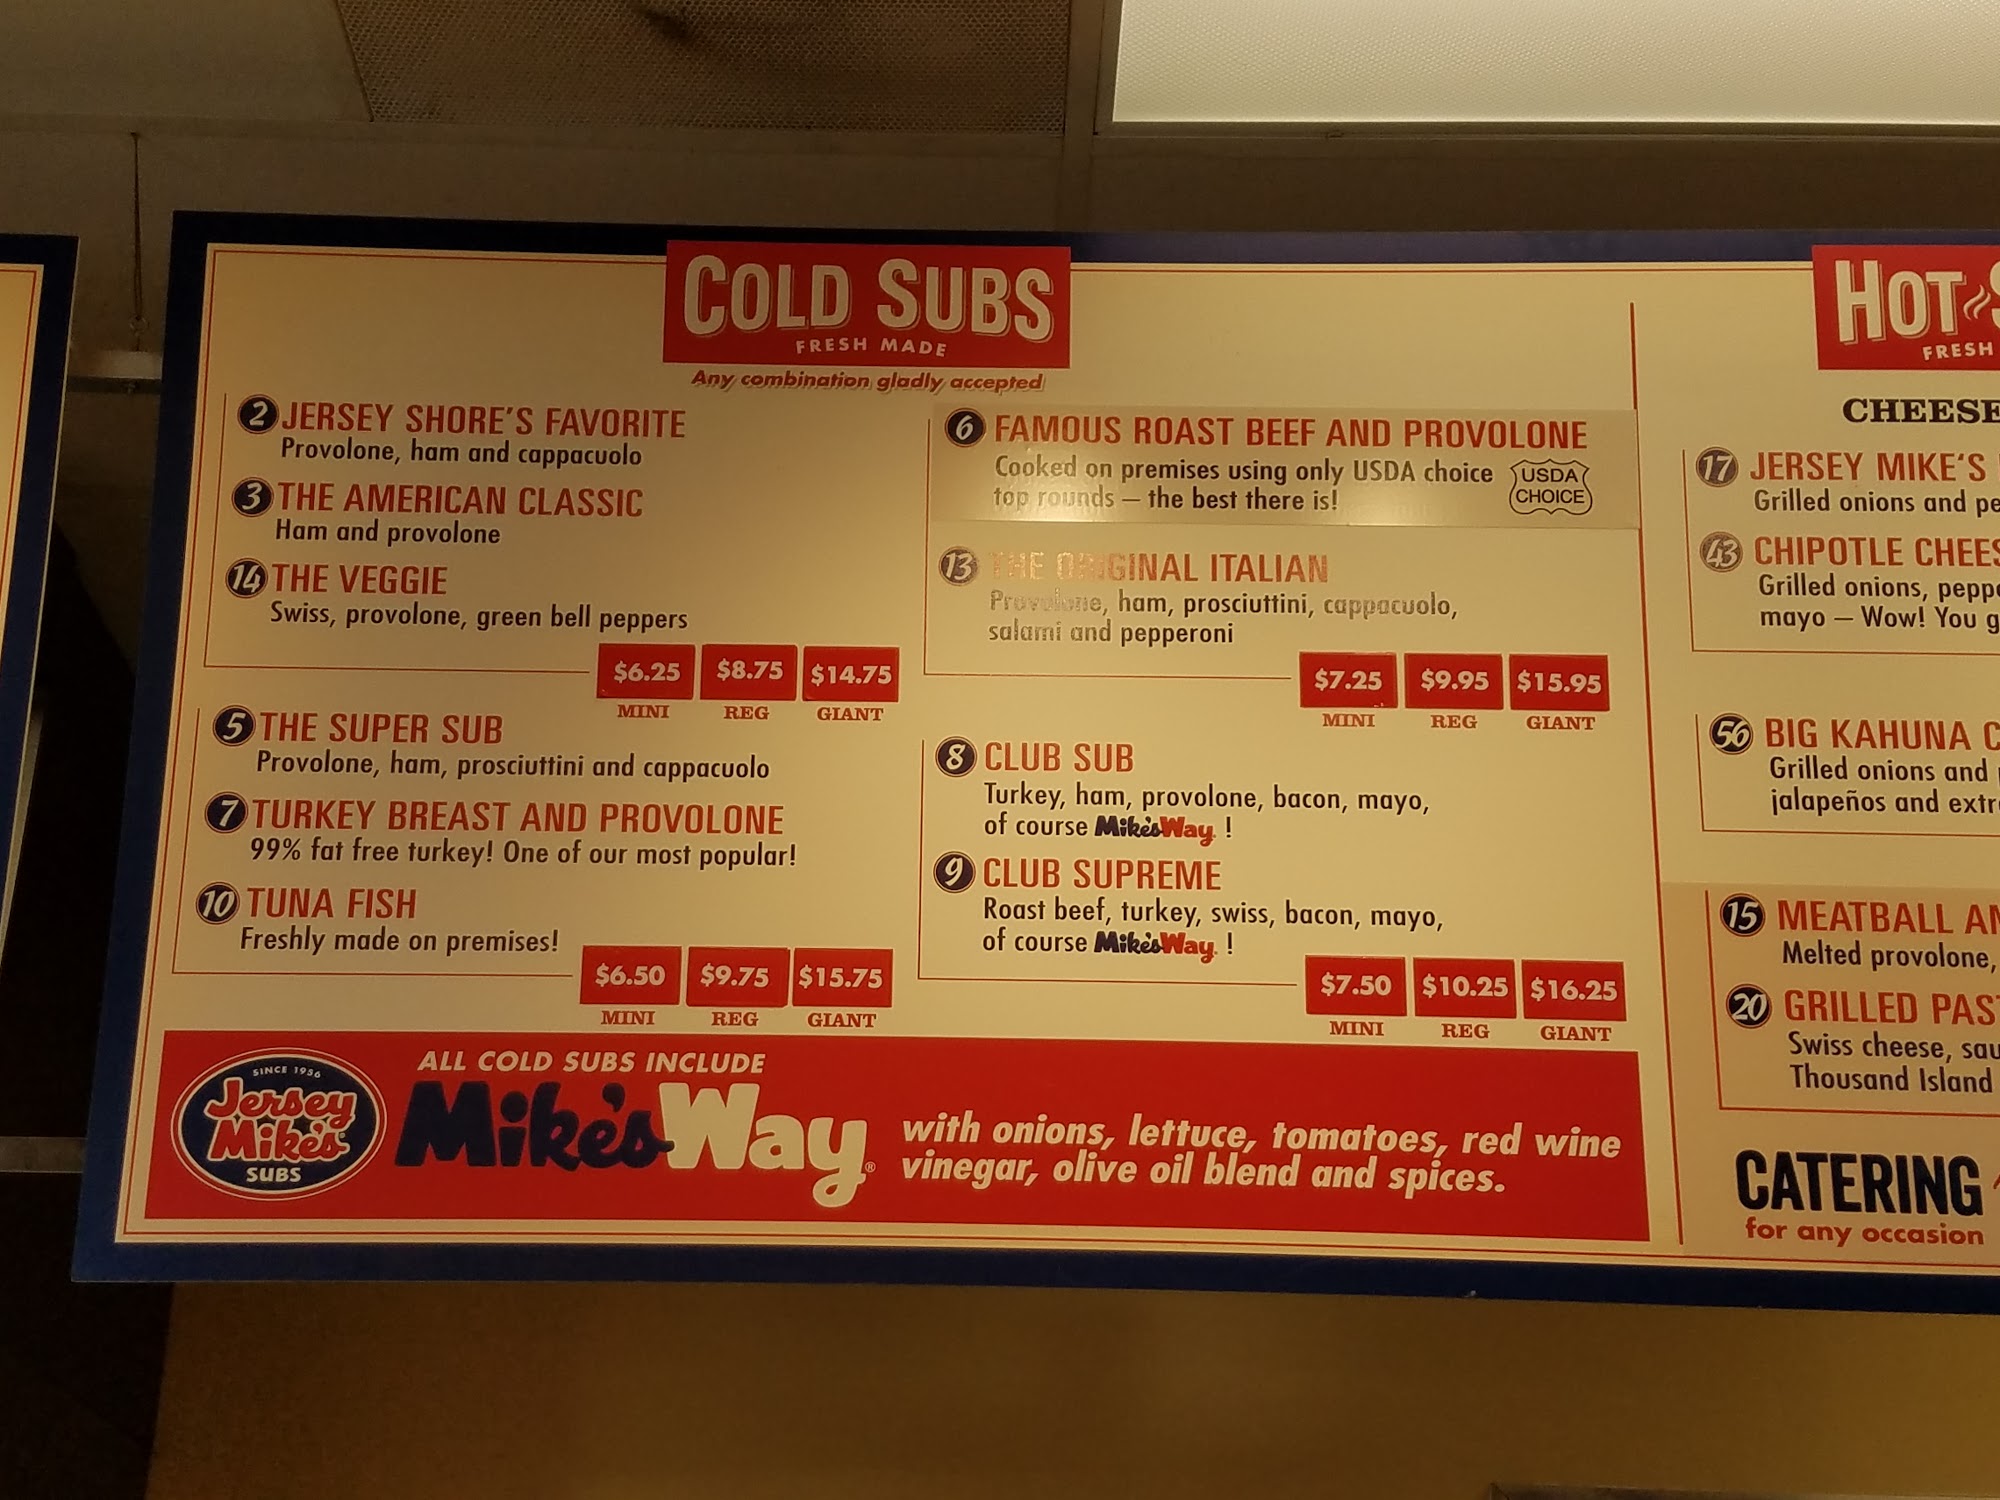 COLD SUBS
FRESH MADE
Any combination gladly accepted
2 JERSEY SHORE'S FAVORITE
Provolone, ham and cappacuolo
3 THE AMERICAN CLASSIC
Ham and provolone
14 THE VEGGIE
Swiss, provolone, green bell peppers
$6.25 $8.75 $14.75
MINI REG GIANT
5 THE SUPER SUB
Provolone, ham, prosciuttini and cappacuolo
7 TURKEY BREAST AND PROVOLONE
99% fat free turkey! One of our most popular!
10 TUNA FISH
Freshly made on premises!
$6.50 $9.75 $15.75
MINI REG GIANT
6 FAMOUS ROAST BEEF AND PROVOLONE
Cooked on premises using only USDA choice
top rounds — the best there is!
USDA
CHOICE
13 THE ORIGINAL ITALIAN
Provolone, ham, prosciuttini, cappacuolo,
salami and pepperoni
$7.25 $9.95 $15.95
MINI REG GIANT
8 CLUB SUB
Turkey, ham, provolone, bacon, mayo,
of course Mike's Way !
9 CLUB SUPREME
Roast beef, turkey, swiss, bacon, mayo,
of course Mike's Way !
$7.50 $10.25 $16.25
MINI REG GIANT
SINCE 1956
Jersey
Mike's
SUBS
ALL COLD SUBS INCLUDE
Mike's Way®
with onions, lettuce, tomatoes, red wine
vinegar, olive oil blend and spices.
HOT
FRESH
CHEESE
17 JERSEY MIKE'S
Grilled onions and
43 CHIPOTLE
Grilled onions,
mayo — Wow! You
56 BIG KAHUNA
Grilled onions and
jalapeños and
15 MEATBALL
Melted provolone,
20 GRILLED
Swiss cheese,
Thousand Island
CATERING
for any occasion